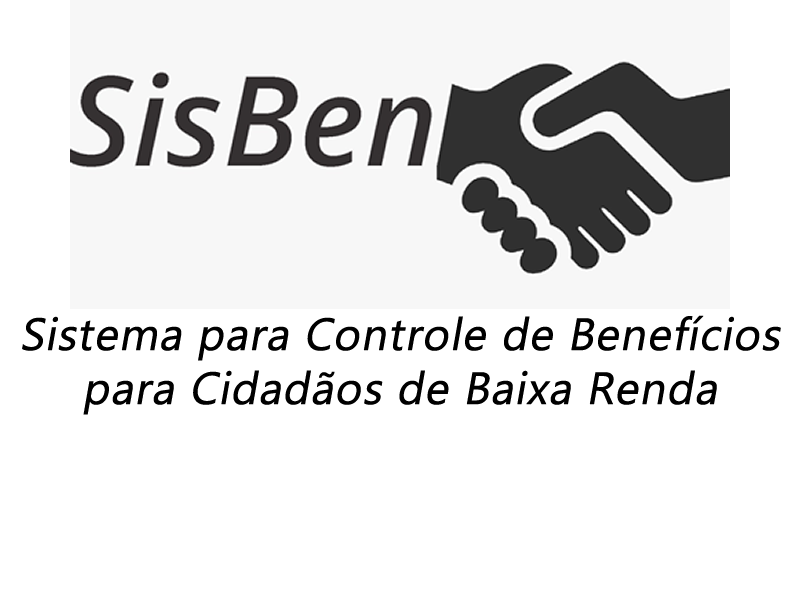 SisBen
Sistema para Controle de Benefícios
para Cidadãos de Baixa Renda